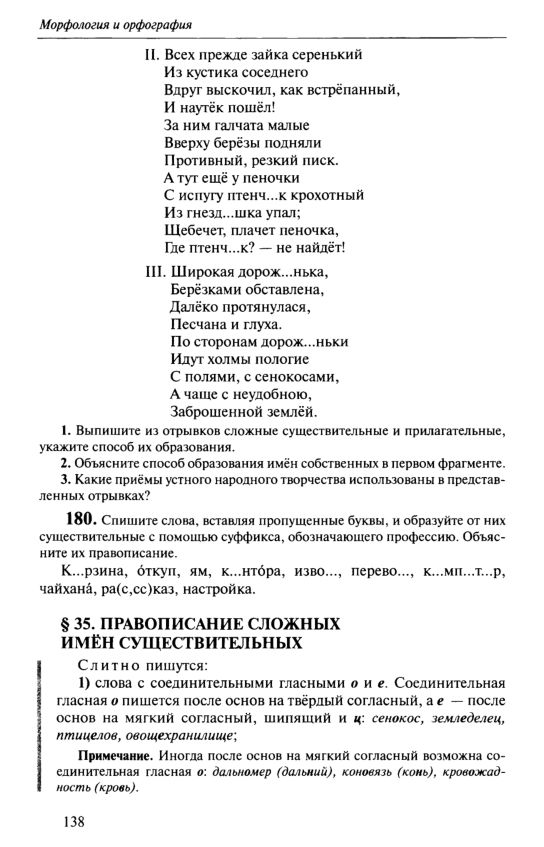 Морфология и орфография
II. Всех прежде зайка серенький
Из кустика соседнего
Вдруг выскочил, как встрёпанный,
И наутёк пошёл!
За ним галчата малые
Вверху берёзы подняли
Противный, резкий писк.
А тут ещё у пеночки
С испугу птенч...к крохотный
Из гнезд...шка упал;
Щебечет, плачет пеночка,
Где птенч...к? — не найдёт!
III. Широкая дорож...нька,
Берёзками обставлена,
Далёко протянулася,
Песчана и глуха.
По сторонам дорож...ньки
Идут холмы пологие
С полями, с сенокосами,
А чаще с неудобною,
Заброшенной землёй.
1. Выпишите из отрывков сложные существительные и прилагательные,
укажите способ их образования.
2. Объясните способ образования имён собственных в первом фрагменте.
3. Какие приёмы устного народного творчества использованы в представ-
ленных отрывках?
180. Спишите слова, вставляя пропущенные буквы, и образуйте от них
существительные с помощью суффикса, обозначающего профессию. Объяс-
ните их правописание.
К...рзина, о́ткуп, ям, к...нто́ра, изво..., перево..., к...мп...т...р,
чайхана́, ра(с,сс)каз, настройка.
§ 35. ПРАВОПИСАНИЕ СЛОЖНЫХ
ИМЁН СУЩЕСТВИТЕЛЬНЫХ
Слитно пишутся:
1) слова с соединительными гласными о и е. Соединительная
гласная о пишется после основ на твёрдый согласный, а е — после
основ на мягкий согласный, шипящий и ц: сенокос, земледелец,
птицелов, овощехранилище;
Примечание. Иногда после основ на мягкий согласный возможна со-
единительная гласная о: дальномер (дальний), коновязь (конь), кровожад-
ность (кровь).
138